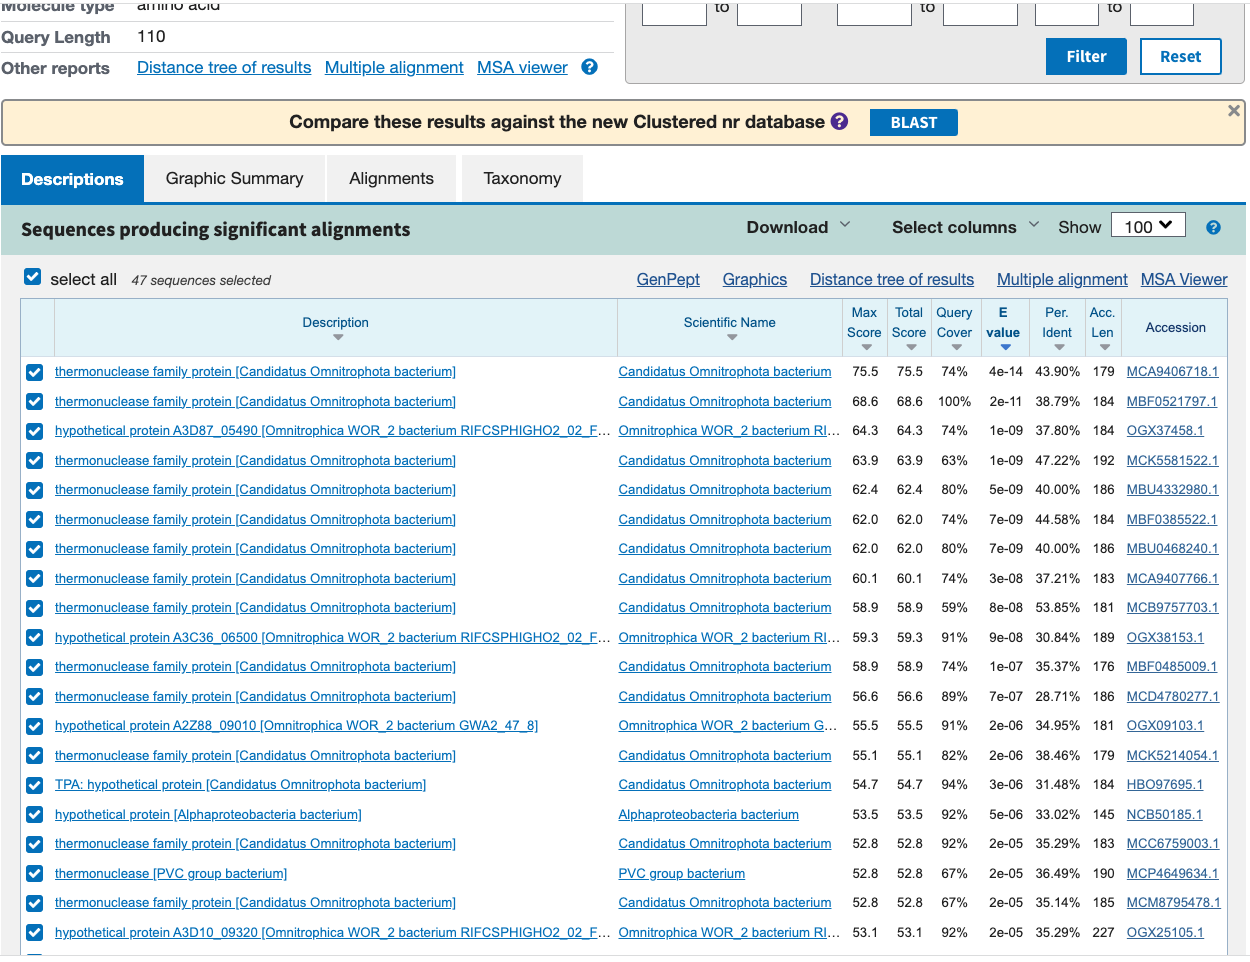 Molecule type amino acid
Query Length 110
Other reports Distance tree of results Multiple alignment MSA viewer ?
to to to
Filter Reset
Compare these results against the new Clustered nr database ? BLAST ×
Descriptions Graphic Summary Alignments Taxonomy
Sequences producing significant alignments Download Select columns Show 100 ?
select all 47 sequences selected GenPept Graphics Distance tree of results Multiple alignment MSA Viewer
Description Scientific Name Max Score Total Score Query Cover E value Per. Ident Acc. Len Accession
thermonuclease family protein [Candidatus Omnitrophota bacterium] Candidatus Omnitrophota bacterium 75.5 75.5 74% 4e-14 43.90% 179 MCA9406718.1
thermonuclease family protein [Candidatus Omnitrophota bacterium] Candidatus Omnitrophota bacterium 68.6 68.6 100% 2e-11 38.79% 184 MBF0521797.1
hypothetical protein A3D87_05490 [Omnitrophica WOR_2 bacterium RIFCSPHIGHO2_02_F... Omnitrophica WOR_2 bacterium RI... 64.3 64.3 74% 1e-09 37.80% 184 OGX37458.1
thermonuclease family protein [Candidatus Omnitrophota bacterium] Candidatus Omnitrophota bacterium 63.9 63.9 63% 1e-09 47.22% 192 MCK5581522.1
thermonuclease family protein [Candidatus Omnitrophota bacterium] Candidatus Omnitrophota bacterium 62.4 62.4 80% 5e-09 40.00% 186 MBU4332980.1
thermonuclease family protein [Candidatus Omnitrophota bacterium] Candidatus Omnitrophota bacterium 62.0 62.0 74% 7e-09 44.58% 184 MBF0385522.1
thermonuclease family protein [Candidatus Omnitrophota bacterium] Candidatus Omnitrophota bacterium 62.0 62.0 80% 7e-09 40.00% 186 MBU0468240.1
thermonuclease family protein [Candidatus Omnitrophota bacterium] Candidatus Omnitrophota bacterium 60.1 60.1 74% 3e-08 37.21% 183 MCA9407766.1
thermonuclease family protein [Candidatus Omnitrophota bacterium] Candidatus Omnitrophota bacterium 58.9 58.9 59% 8e-08 53.85% 181 MCB9757703.1
hypothetical protein A3C36_06500 [Omnitrophica WOR_2 bacterium RIFCSPHIGHO2_02_F... Omnitrophica WOR_2 bacterium RI... 59.3 59.3 91% 9e-08 30.84% 189 OGX38153.1
thermonuclease family protein [Candidatus Omnitrophota bacterium] Candidatus Omnitrophota bacterium 58.9 58.9 74% 1e-07 35.37% 176 MBF0485009.1
thermonuclease family protein [Candidatus Omnitrophota bacterium] Candidatus Omnitrophota bacterium 56.6 56.6 89% 7e-07 28.71% 186 MCD4780277.1
hypothetical protein A2Z88_09010 [Omnitrophica WOR_2 bacterium GWA2_47_8] Omnitrophica WOR_2 bacterium G... 55.5 55.5 91% 2e-06 34.95% 181 OGX09103.1
thermonuclease family protein [Candidatus Omnitrophota bacterium] Candidatus Omnitrophota bacterium 55.1 55.1 82% 2e-06 38.46% 179 MCK5214054.1
TPA: hypothetical protein [Candidatus Omnitrophota bacterium] Candidatus Omnitrophota bacterium 54.7 54.7 94% 3e-06 31.48% 184 HBO97695.1
hypothetical protein [Alphaproteobacteria bacterium] Alphaproteobacteria bacterium 53.5 53.5 92% 5e-06 33.02% 145 NCB50185.1
thermonuclease family protein [Candidatus Omnitrophota bacterium] Candidatus Omnitrophota bacterium 52.8 52.8 92% 2e-05 35.29% 183 MCC6759003.1
thermonuclease [PVC group bacterium] PVC group bacterium 52.8 52.8 67% 2e-05 36.49% 190 MCP4649634.1
thermonuclease family protein [Candidatus Omnitrophota bacterium] Candidatus Omnitrophota bacterium 52.8 52.8 67% 2e-05 35.14% 185 MCM8795478.1
hypothetical protein A3D10_09320 [Omnitrophica WOR_2 bacterium RIFCSPHIGHO2_02_F... Omnitrophica WOR_2 bacterium RI... 53.1 53.1 92% 2e-05 35.29% 227 OGX25105.1